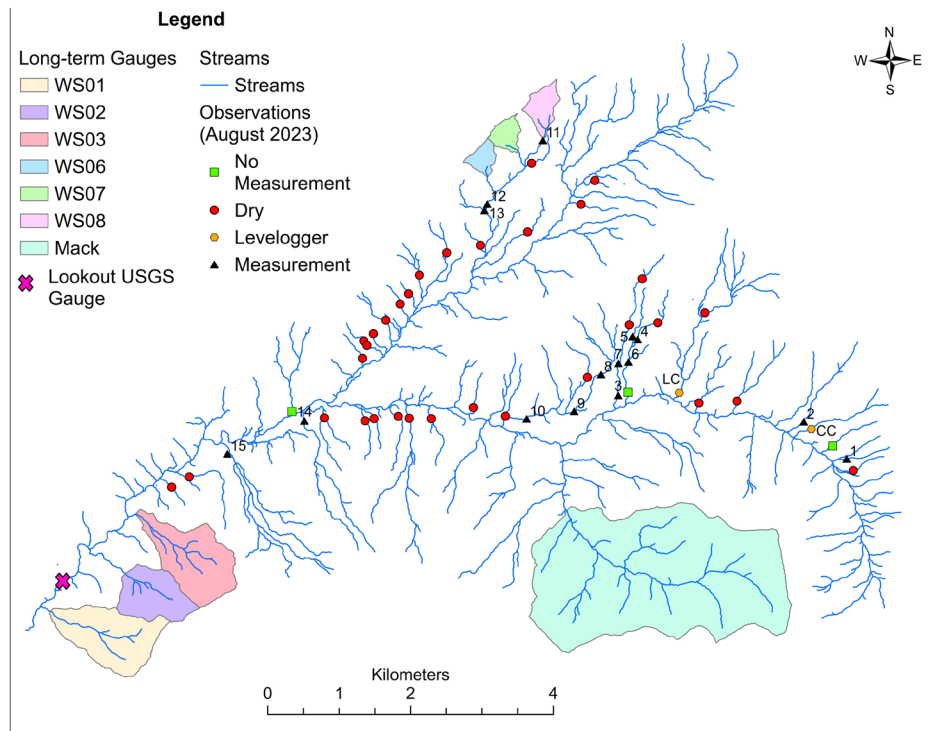 Legend
Long-term Gauges
WS01
WS02
WS03
WS06
WS07
WS08
Mack
Lookout USGS
Gauge
Streams
Streams
Observations
(August 2023)
No
Measurement
Dry
Levelogger
Measurement
N
W E
S
11
12
13
5 4
7 6
8
3
LC
9
10
14
15
2
CC
1
Kilometers
0 1 2 4